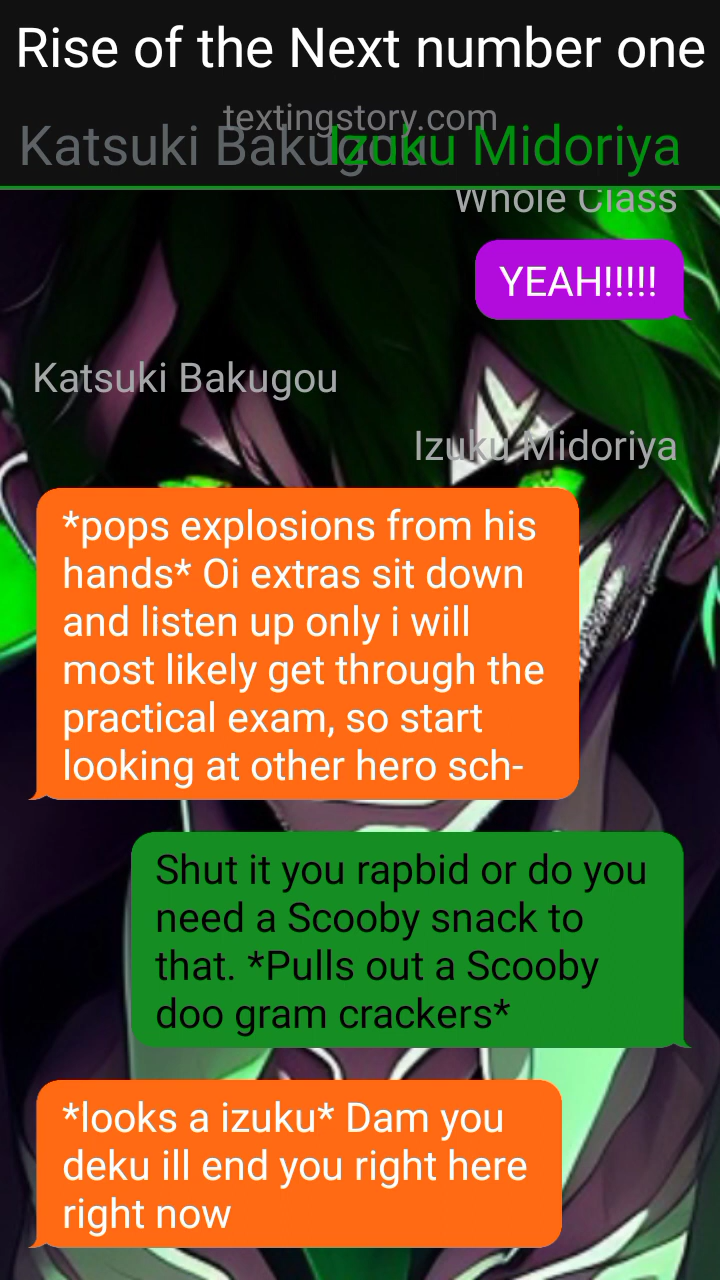 Rise of the Next number one
textingstory.com
Katsuki Bakugou
Izuku Midoriya
Whole Class
YEAH!!!!!
Katsuki Bakugou
Izuku Midoriya
*pops explosions from his
hands* Oi extras sit down
and listen up only i will
most likely get through the
practical exam, so start
looking at other hero sch-
Shut it you rapbid or do you
need a Scooby snack to
that. *Pulls out a Scooby
doo gram crackers*
*looks a izuku* Dam you
deku ill end you right here
right now